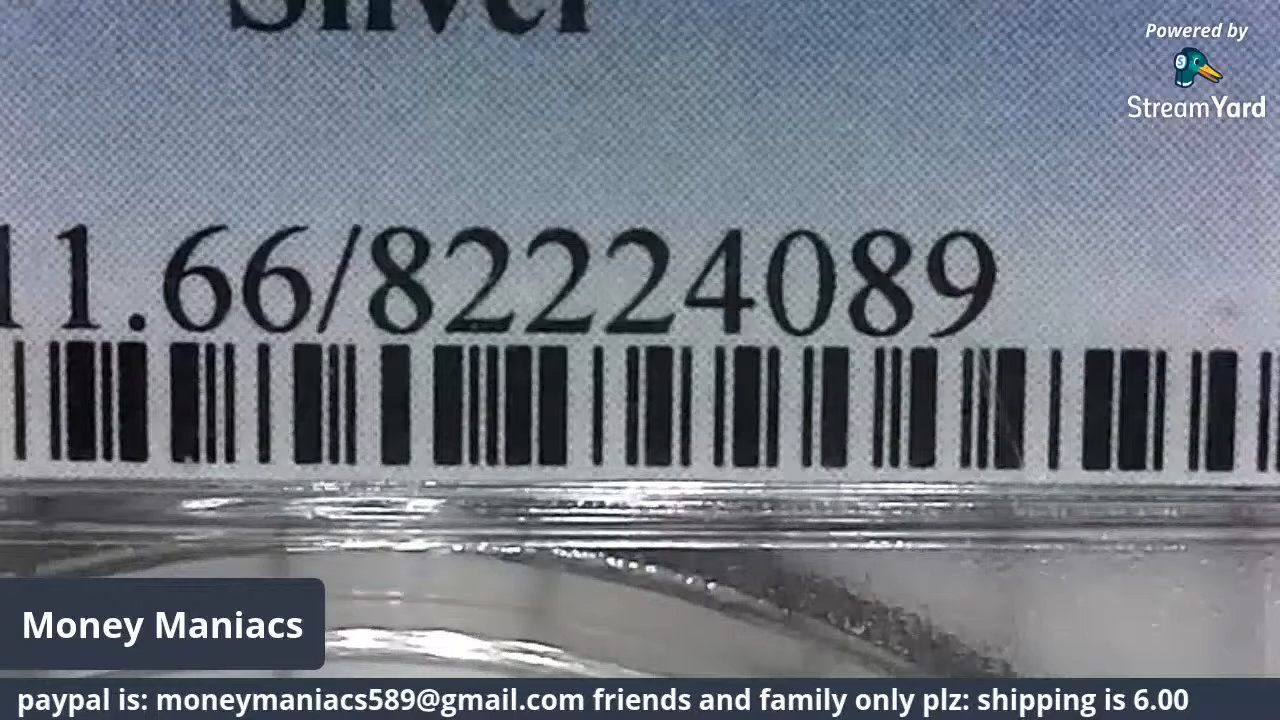 Silver
Powered by
StreamYard
11.66/82224089
Money Maniacs
paypal is: moneymaniacs589@gmail.com friends and family only plz: shipping is 6.00